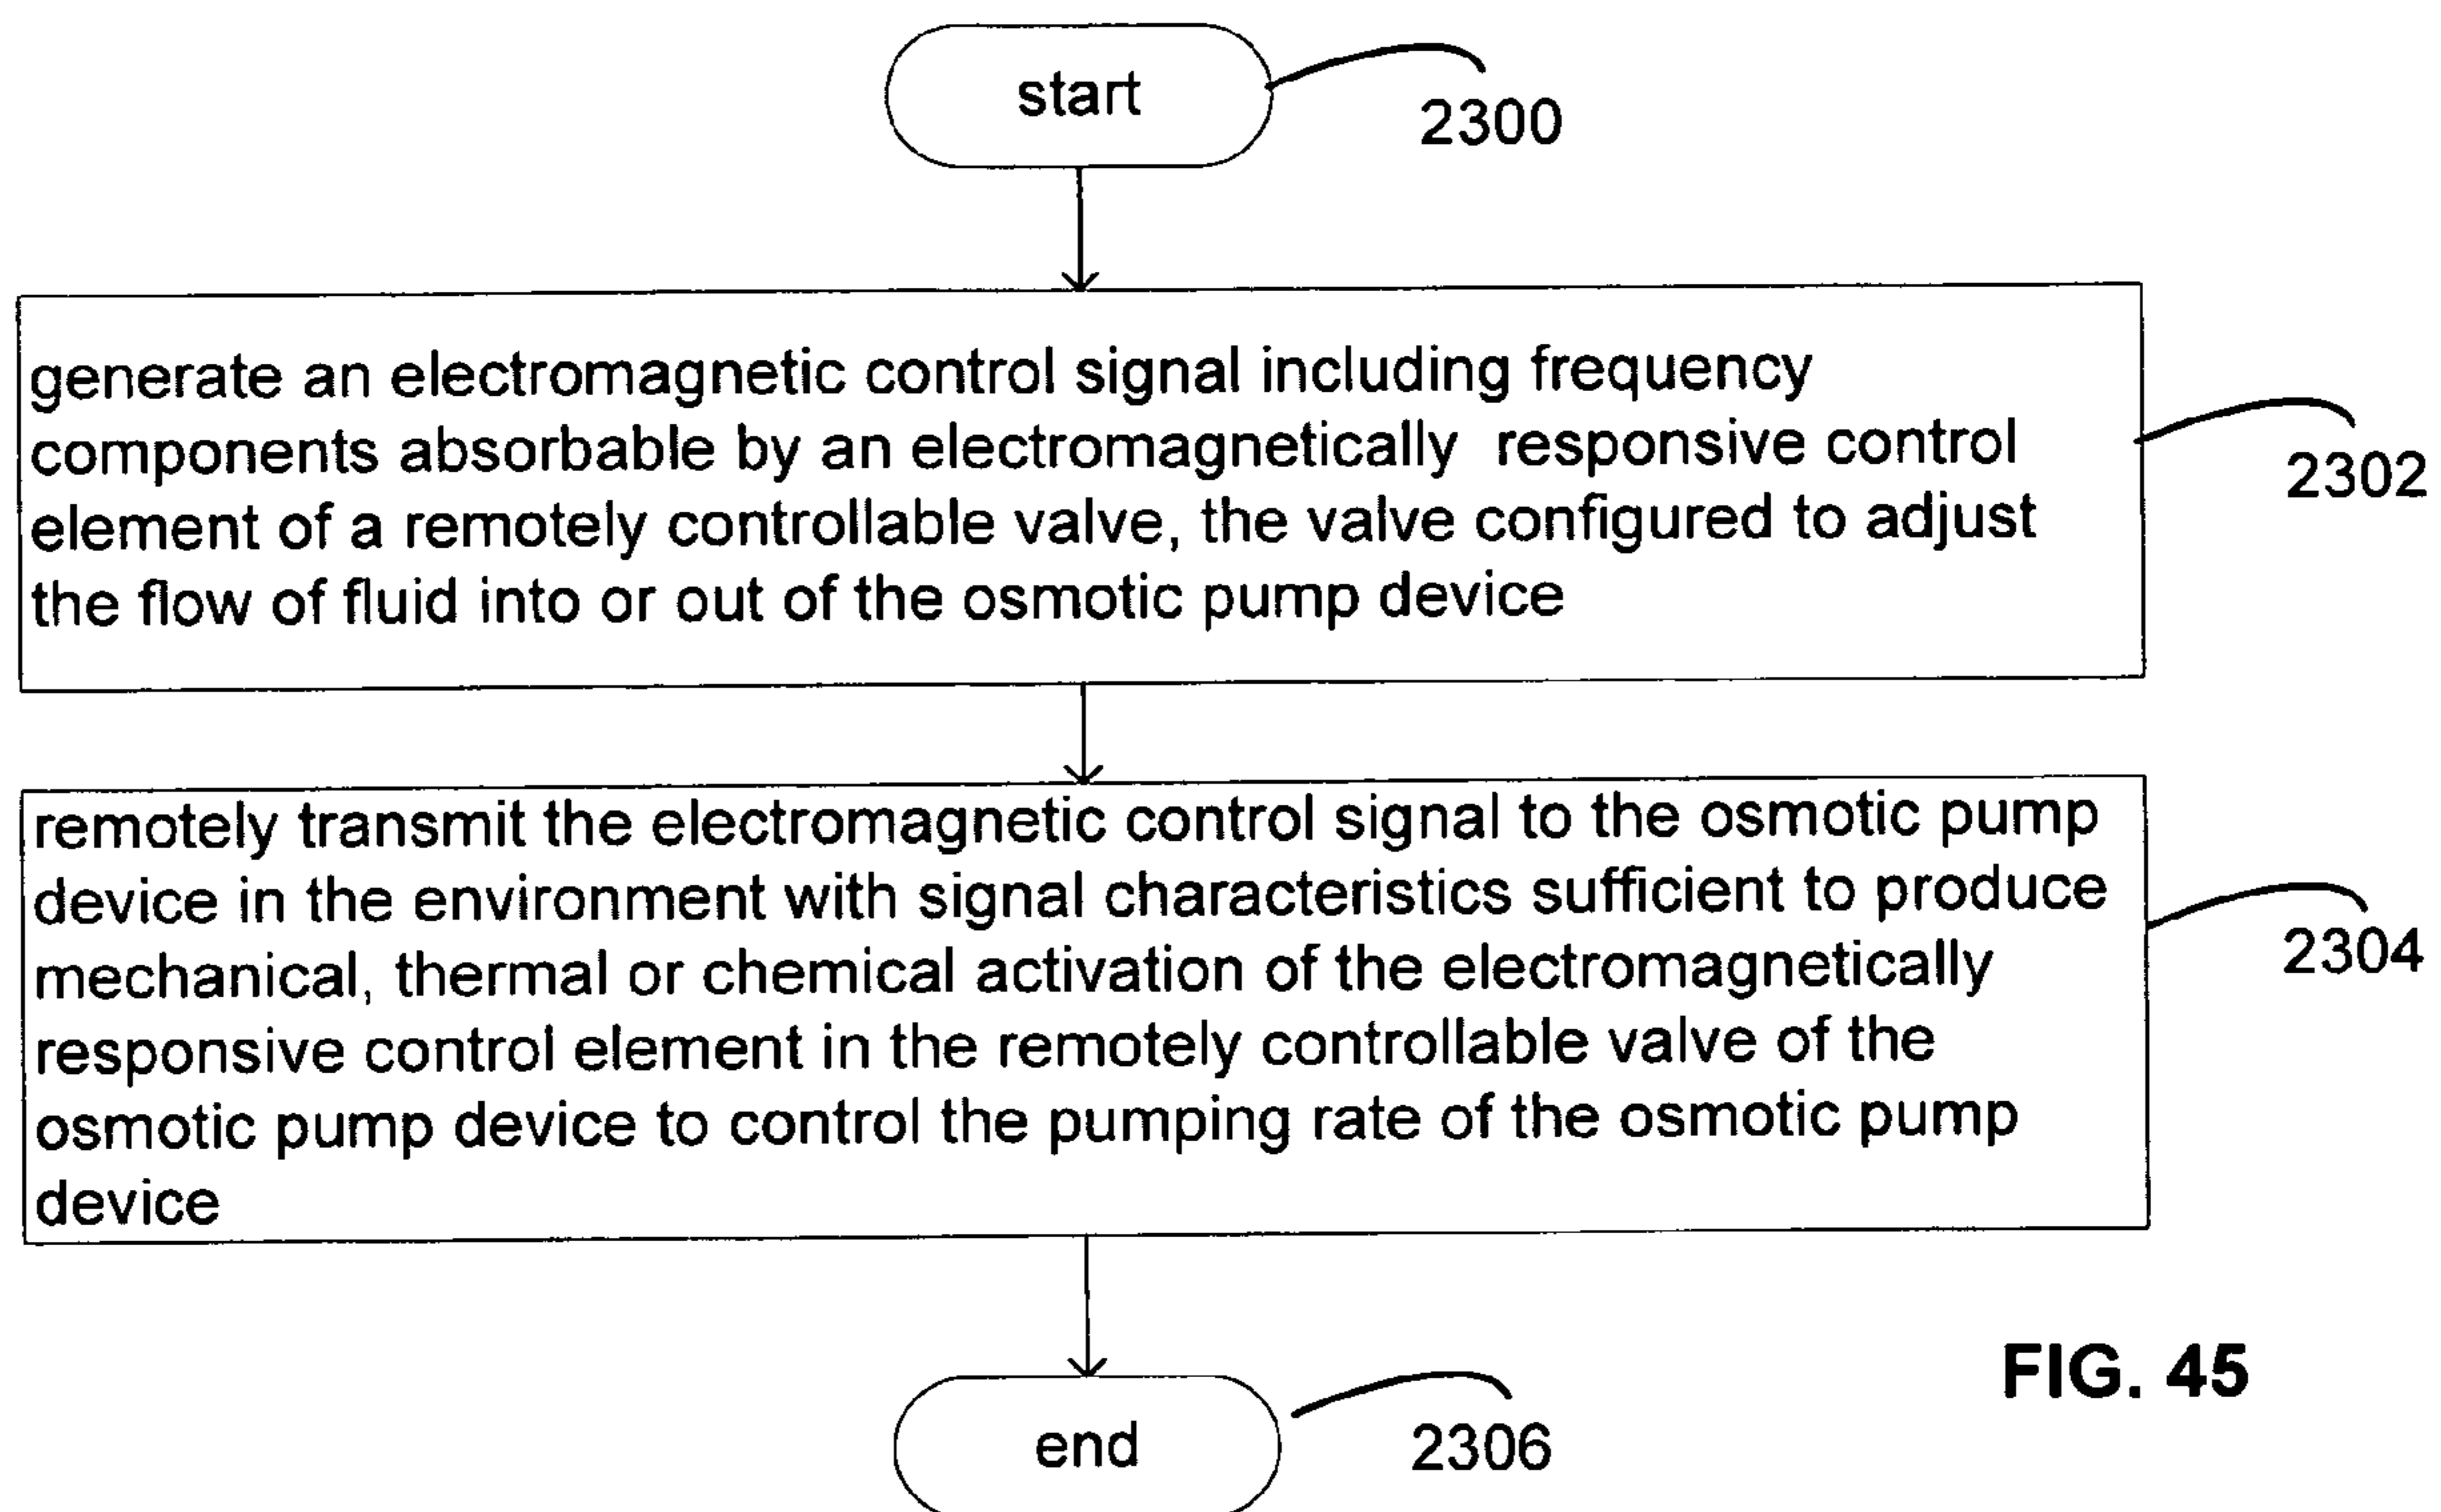 start
2300
generate an electromagnetic control signal including frequency
components absorbable by an electromagnetically responsive control
element of a remotely controllable valve, the valve configured to adjust
the flow of fluid into or out of the osmotic pump device
2302
remotely transmit the electromagnetic control signal to the osmotic pump
device in the environment with signal characteristics sufficient to produce
mechanical, thermal or chemical activation of the electromagnetically
responsive control element in the remotely controllable valve of the
osmotic pump device to control the pumping rate of the osmotic pump
device
2304
FIG. 45
end
2306